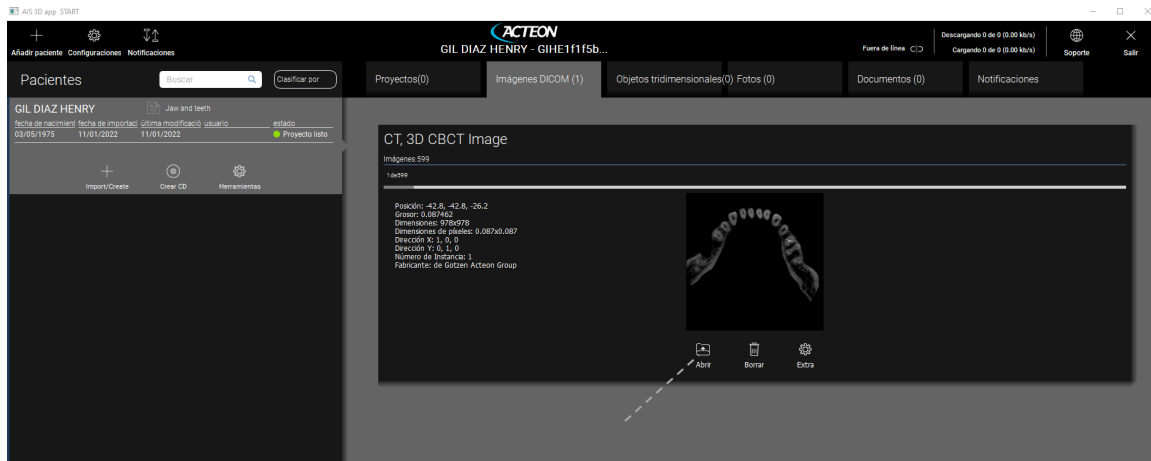 AIS 3D app START
ACTEON
Añadir paciente Configuraciones Notificaciones
GIL DIAZ HENRY - GIHE1f1f5b...
Fuera de línea
Descargando 0 de 0 (0.00 kb/s)
Cargando 0 de 0 (0.00 kb/s)
Soporte
Salir
Pacientes
Buscar
Clasificar por
Proyectos(0) Imágenes DICOM (1) Objetos tridimensionales(0) Fotos (0) Documentos (0) Notificaciones
GIL DIAZ HENRY
Jaw and teeth
fecha de nacimient fecha de importaci última modificació usuario estado
03/05/1975 11/01/2022 11/01/2022 Proyecto listo
Import/Create Crear CD Herramientas
CT, 3D CBCT Image
Imágenes:599
1de599
Posición: -42.8, -42.8, -26.2
Grosor: 0.087462
Dimensiones: 978x978
Dimensiones de píxeles: 0.087x0.087
Dirección X: 1, 0, 0
Dirección Y: 0, 1, 0
Número de Instancia: 1
Fabricante: de Gotzen Acteon Group
Abrir Borrar Extra